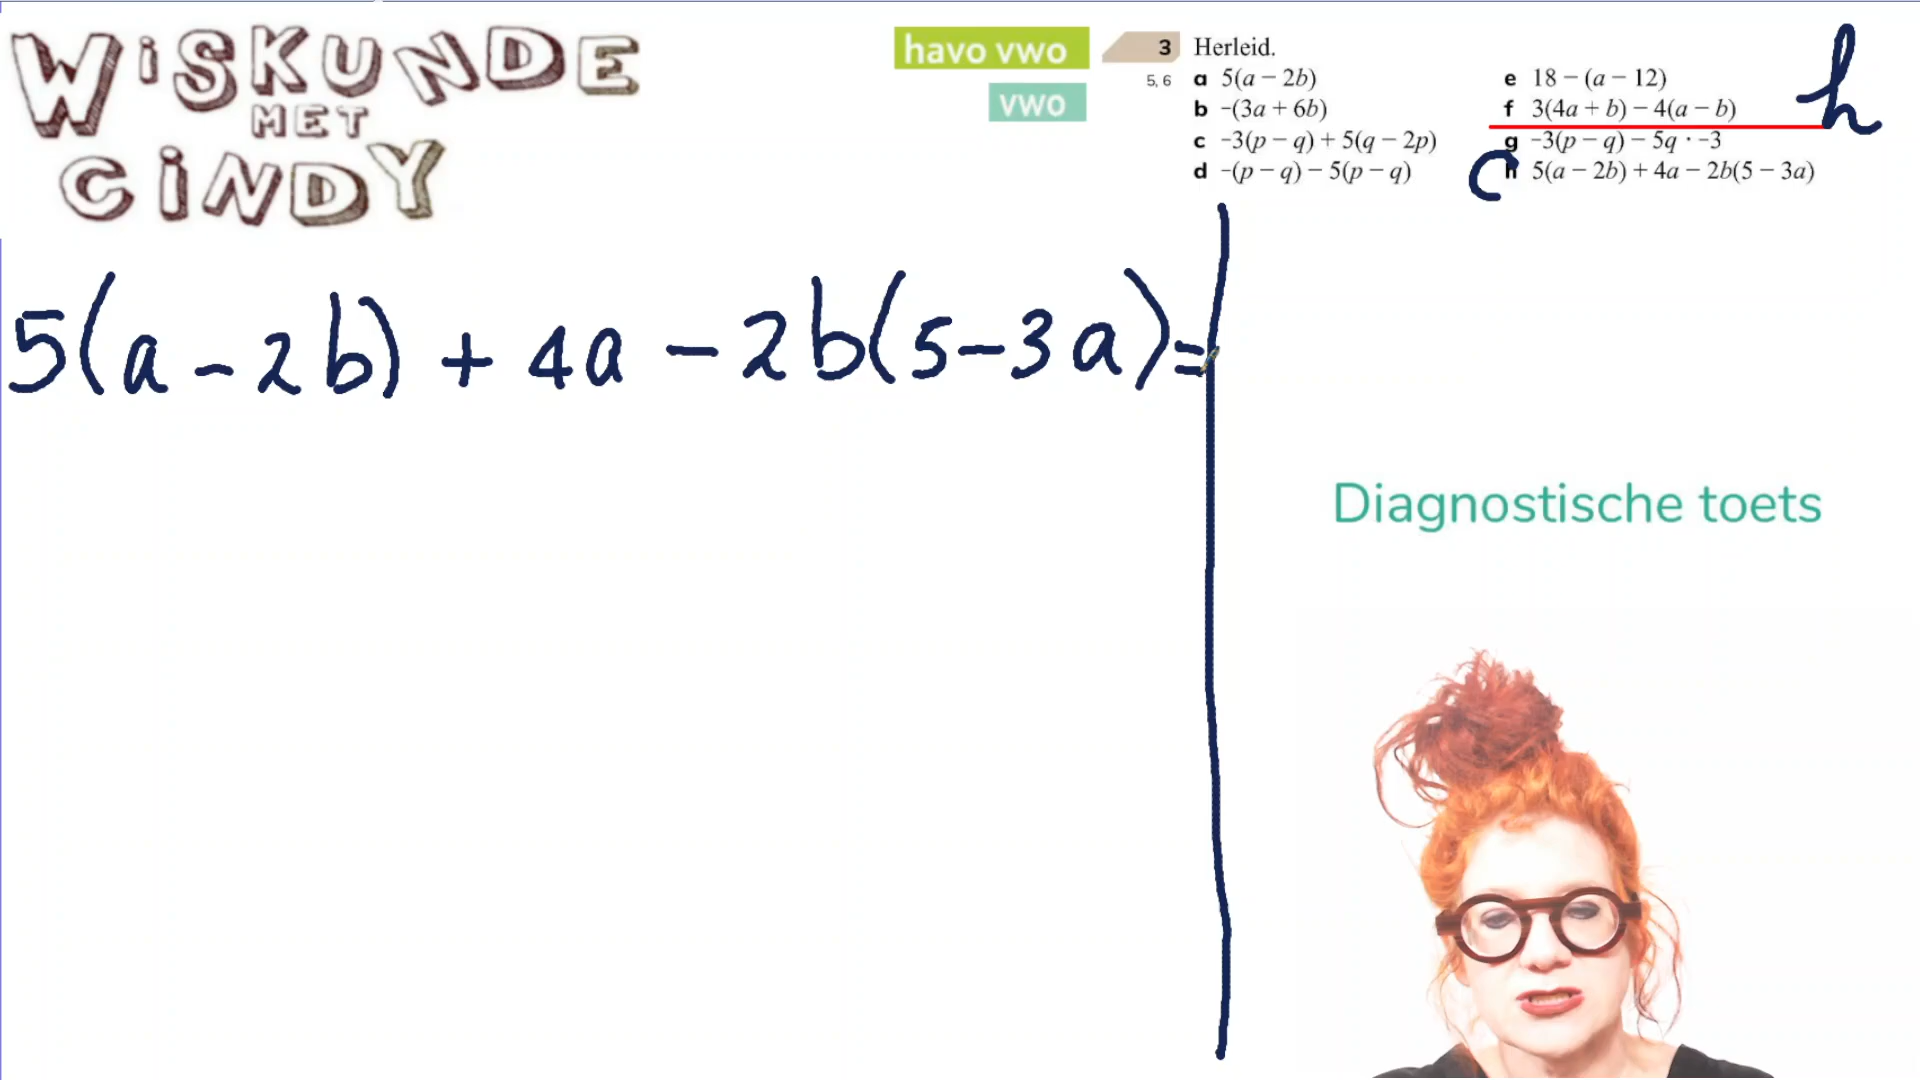 WiSKUNDE
MET
CiNDY
havo vwo
vwo
3 Herleid.
5, 6
a 5(a − 2b)
b -(3a + 6b)
c -3(p − q) + 5(q − 2p)
d -(p − q) − 5(p − q)
e 18 − (a − 12)
f 3(4a + b) − 4(a − b)
g -3(p − q) − 5q · -3
h 5(a − 2b) + 4a − 2b(5 − 3a)
h
5(a − 2b) + 4a − 2b(5 − 3a) =
Diagnostische toets